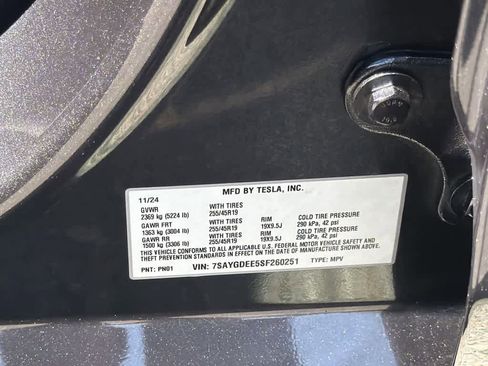 MFD BY TESLA, INC.
11/24
GVWR WITH TIRES
2369 kg (5224 lb) 255/45R19
GAWR FRT WITH TIRES RIM COLD TIRE PRESSURE
1363 kg (3004 lb) 255/45R19 19X9.5J 290 kPa, 42 psi
GAWR RR WITH TIRES RIM COLD TIRE PRESSURE
1500 kg (3306 lb) 255/45R19 19X9.5J 290 kPa, 42 psi
THIS VEHICLE CONFORMS TO ALL APPLICABLE U.S. FEDERAL MOTOR VEHICLE SAFETY
AND THEFT PREVENTION STANDARDS IN EFFECT ON THE DATE OF MANUFACTURE SHOWN ABOVE.
PNT: PN01 VIN: 7SAYGDEE5SF260251 TYPE: MPV